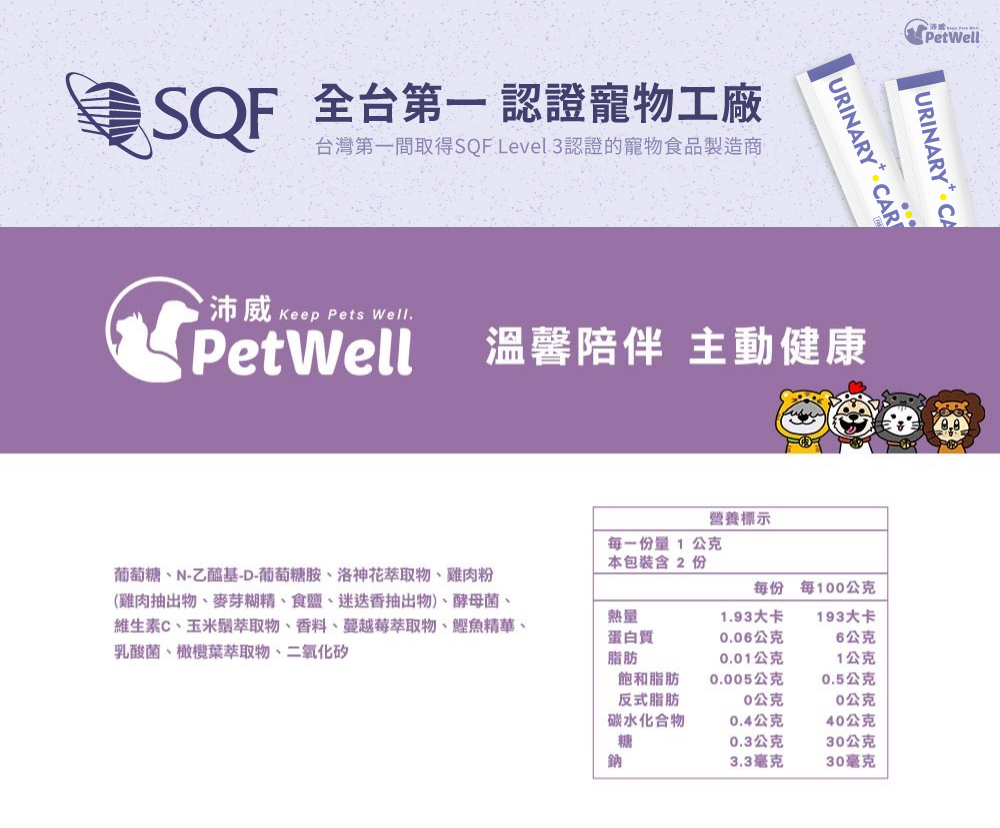 沛威 Keep Pets Well.
PetWell
SQF
全台第一 認證寵物工廠
台灣第一間取得SQF Level 3認證的寵物食品製造商
URINARY+•CARE
URINARY+•CA
沛威 Keep Pets Well.
PetWell
溫馨陪伴 主動健康
葡萄糖、N-乙醯基-D-葡萄糖胺、洛神花萃取物、雞肉粉
(雞肉抽出物、麥芽糊精、食鹽、迷迭香抽出物)、酵母菌、
維生素C、玉米鬚萃取物、香料、蔓越莓萃取物、鰹魚精華、
乳酸菌、橄欖葉萃取物、二氧化矽
營養標示
每一份量 1 公克
本包裝含 2 份
每份 每100公克
熱量 1.93大卡 193大卡
蛋白質 0.06公克 6公克
脂肪 0.01公克 1公克
飽和脂肪 0.005公克 0.5公克
反式脂肪 0公克 0公克
碳水化合物 0.4公克 40公克
糖 0.3公克 30公克
鈉 3.3毫克 30毫克